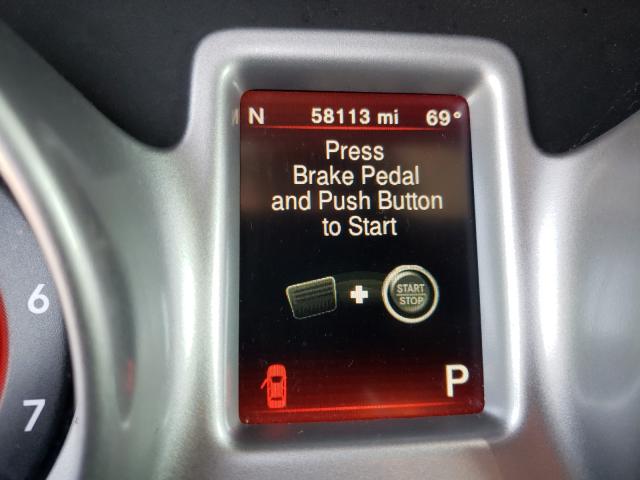 N 58113 mi 69°
Press
Brake Pedal
and Push Button
to Start
START
STOP
P
6
7